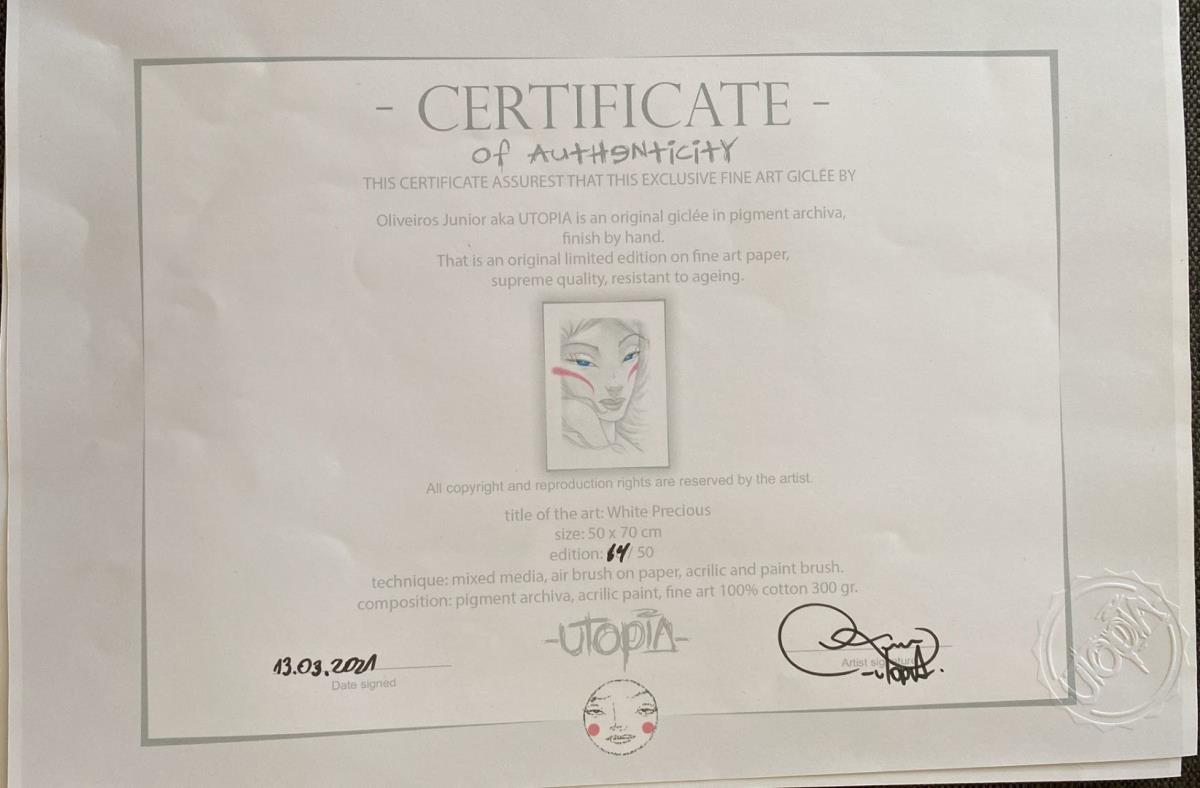 - CERTIFICATE -
of AUTHENTICITY
THIS CERTIFICATE ASSUREST THAT THIS EXCLUSIVE FINE ART GICLÉE BY
Oliveiros Junior aka UTOPIA is an original giclée in pigment archiva,
finish by hand.
That is an original limited edition on fine art paper,
supreme quality, resistant to ageing.
All copyright and reproduction rights are reserved by the artist.
title of the art: White Precious
size: 50 x 70 cm
edition: / 50
technique: mixed media, air brush on paper, acrilic and paint brush.
composition: pigment archiva, acrilic paint, fine art 100% cotton 300 gr.
-UTOPIA-
13.03.2021
Date signed
Artist signature
-UTOPIA.
UTOPIA